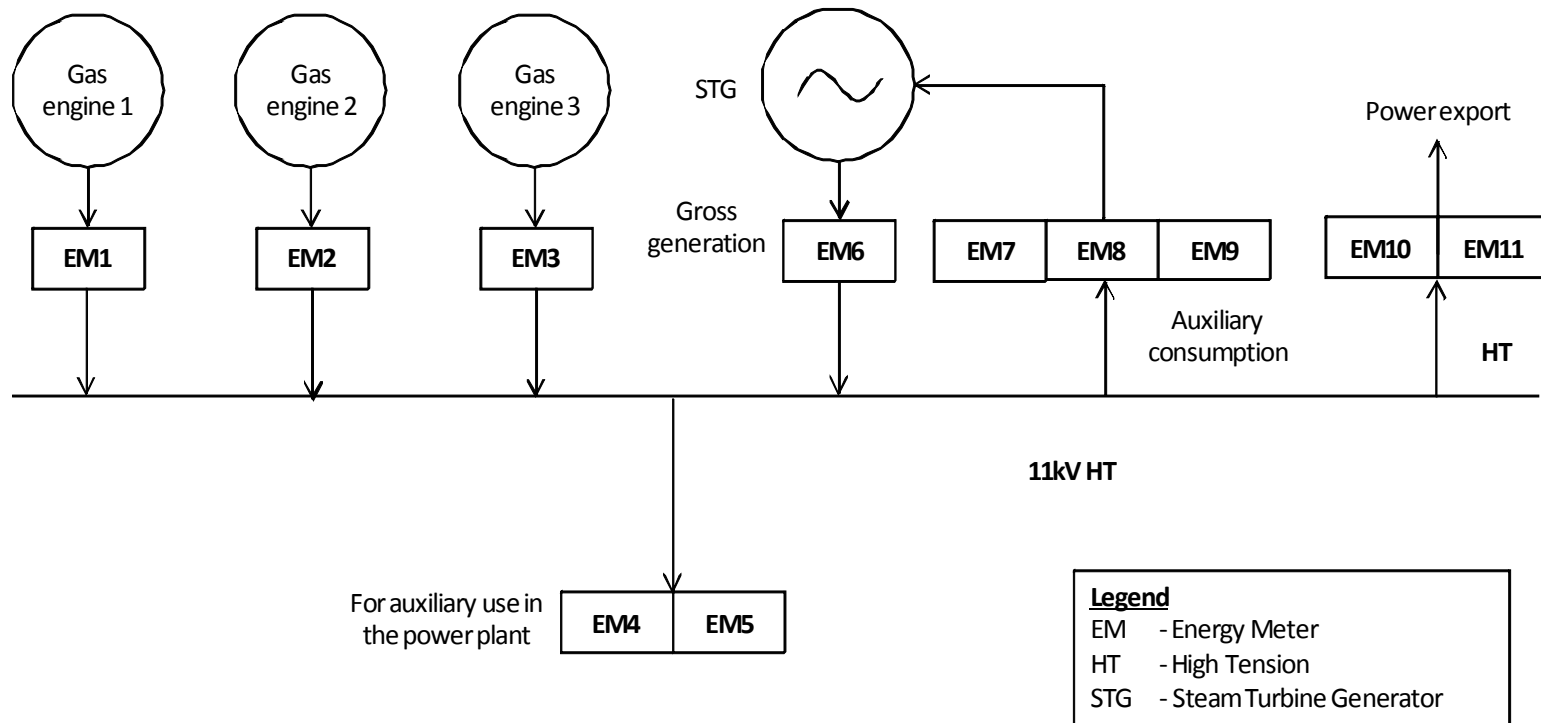 Gas
engine 1
Gas
engine 2
Gas
engine 3
STG
Power export
Gross
generation
EM1
EM2
EM3
EM6
EM7
EM8
EM9
EM10
EM11
Auxiliary
consumption
HT
11kV HT
For auxiliary use in
the power plant
EM4
EM5
Legend
EM - Energy Meter
HT - High Tension
STG - Steam Turbine Generator